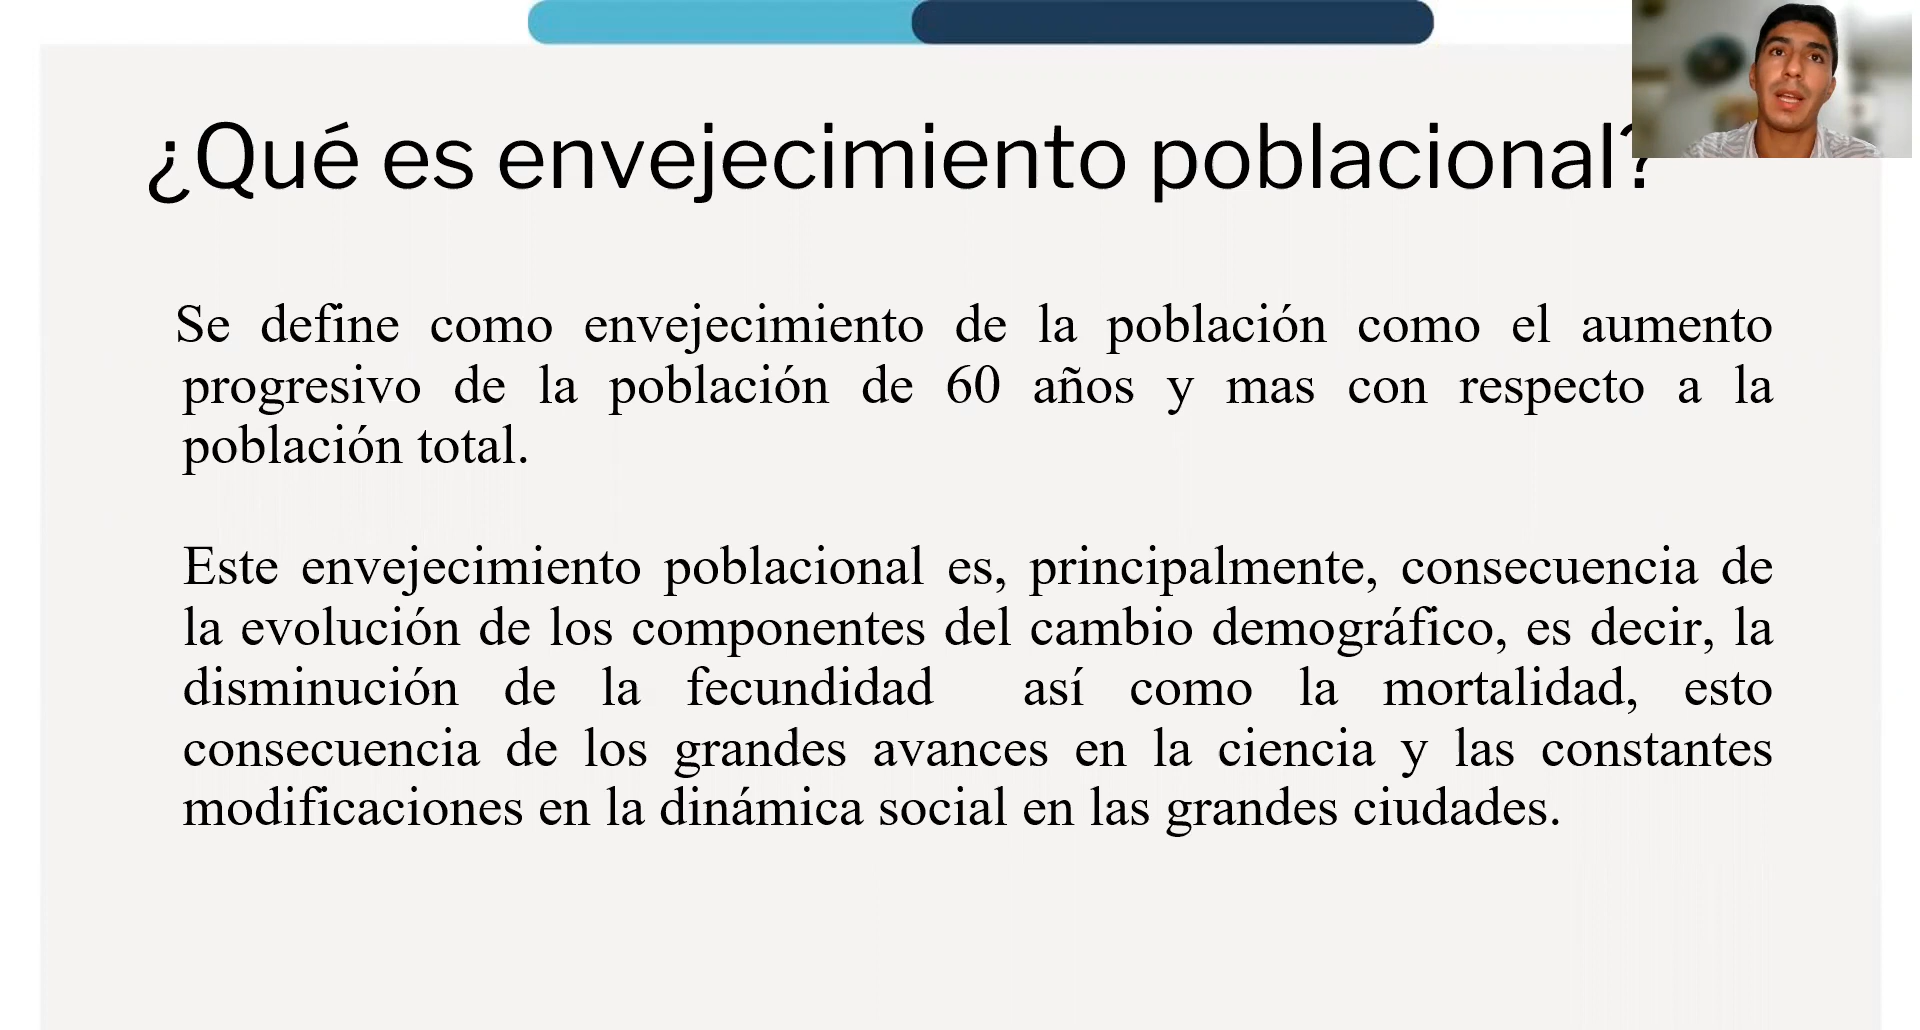 ¿Qué es envejecimiento poblacional?
Se define como envejecimiento de la población como el aumento
progresivo de la población de 60 años y mas con respecto a la
población total.
Este envejecimiento poblacional es, principalmente, consecuencia de
la evolución de los componentes del cambio demográfico, es decir, la
disminución de la fecundidad así como la mortalidad, esto
consecuencia de los grandes avances en la ciencia y las constantes
modificaciones en la dinámica social en las grandes ciudades.